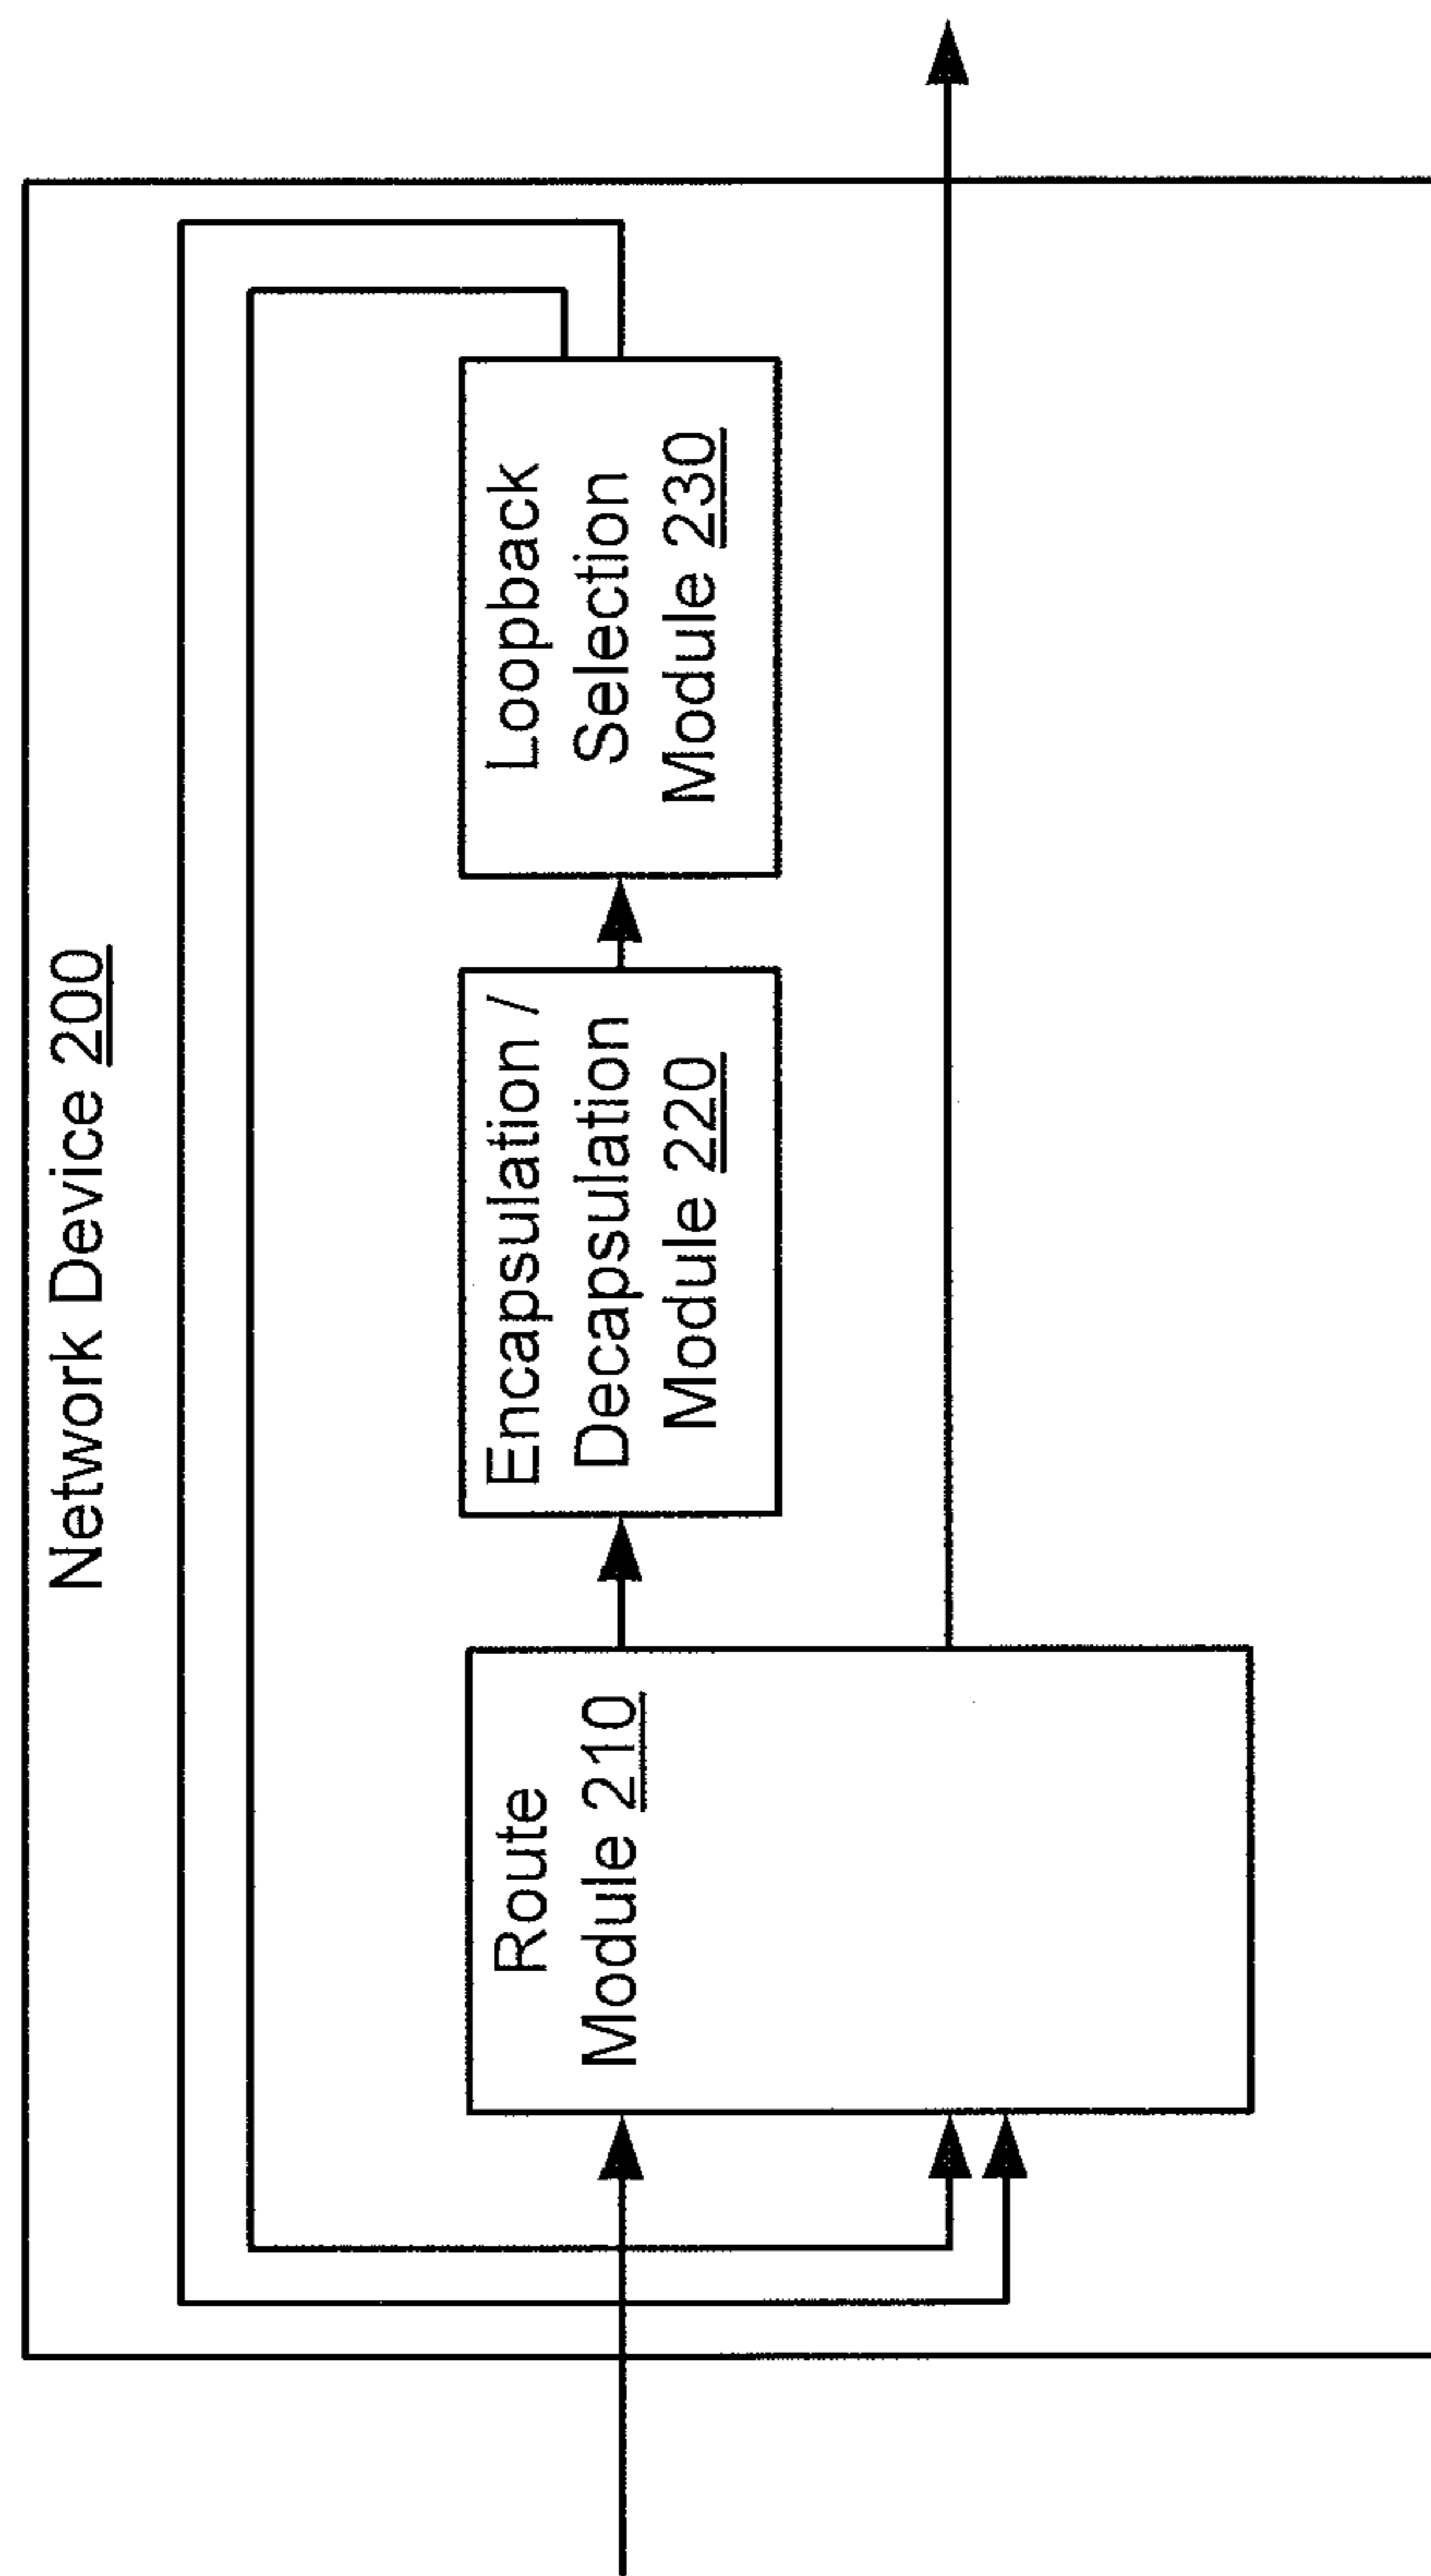 Network Device 200
Route
Module 210
Encapsulation /
Decapsulation
Module 220
Loopback
Selection
Module 230